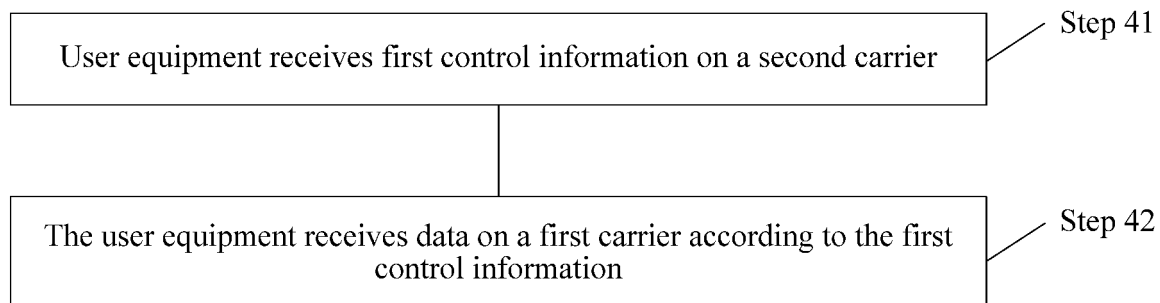 Step 41
User equipment receives first control information on a second carrier
Step 42
The user equipment receives data on a first carrier according to the first
control information